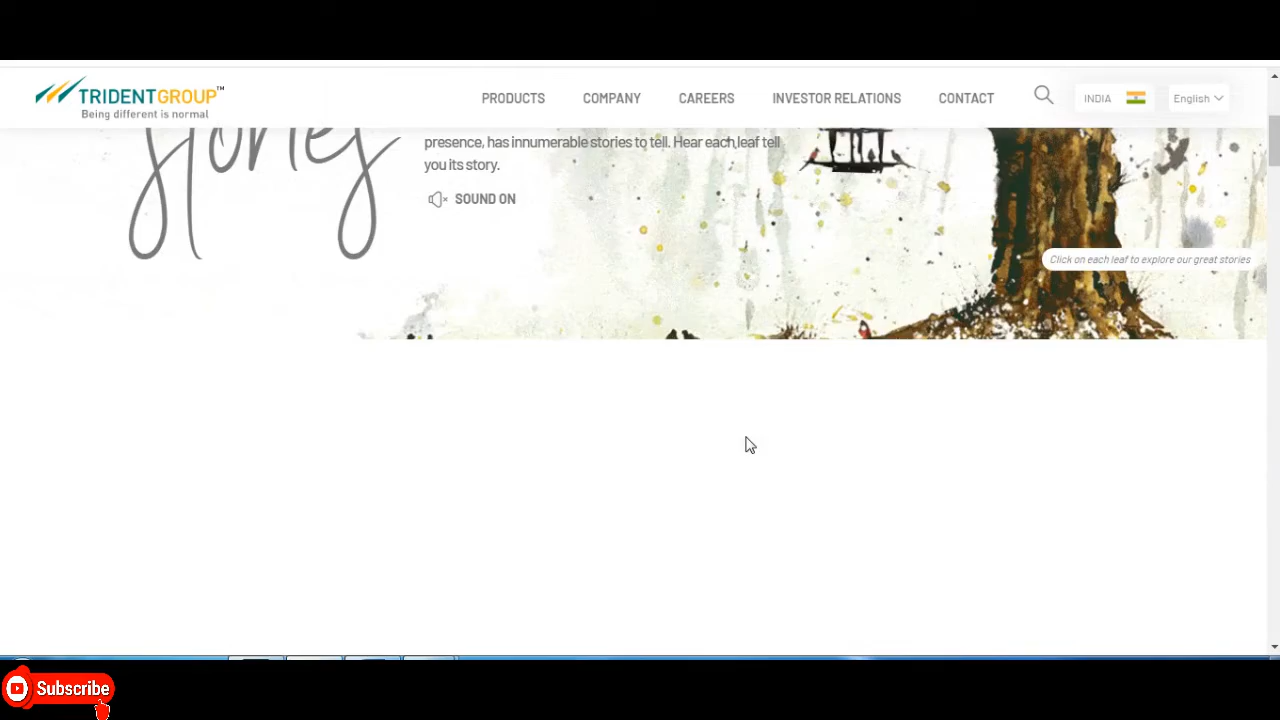 TRIDENTGROUP™
Being different is normal
PRODUCTS
COMPANY
CAREERS
INVESTOR RELATIONS
CONTACT
INDIA
English
stories
presence, has innumerable stories to tell. Hear each leaf tell
you its story.
SOUND ON
Click on each leaf to explore our great stories
Subscribe